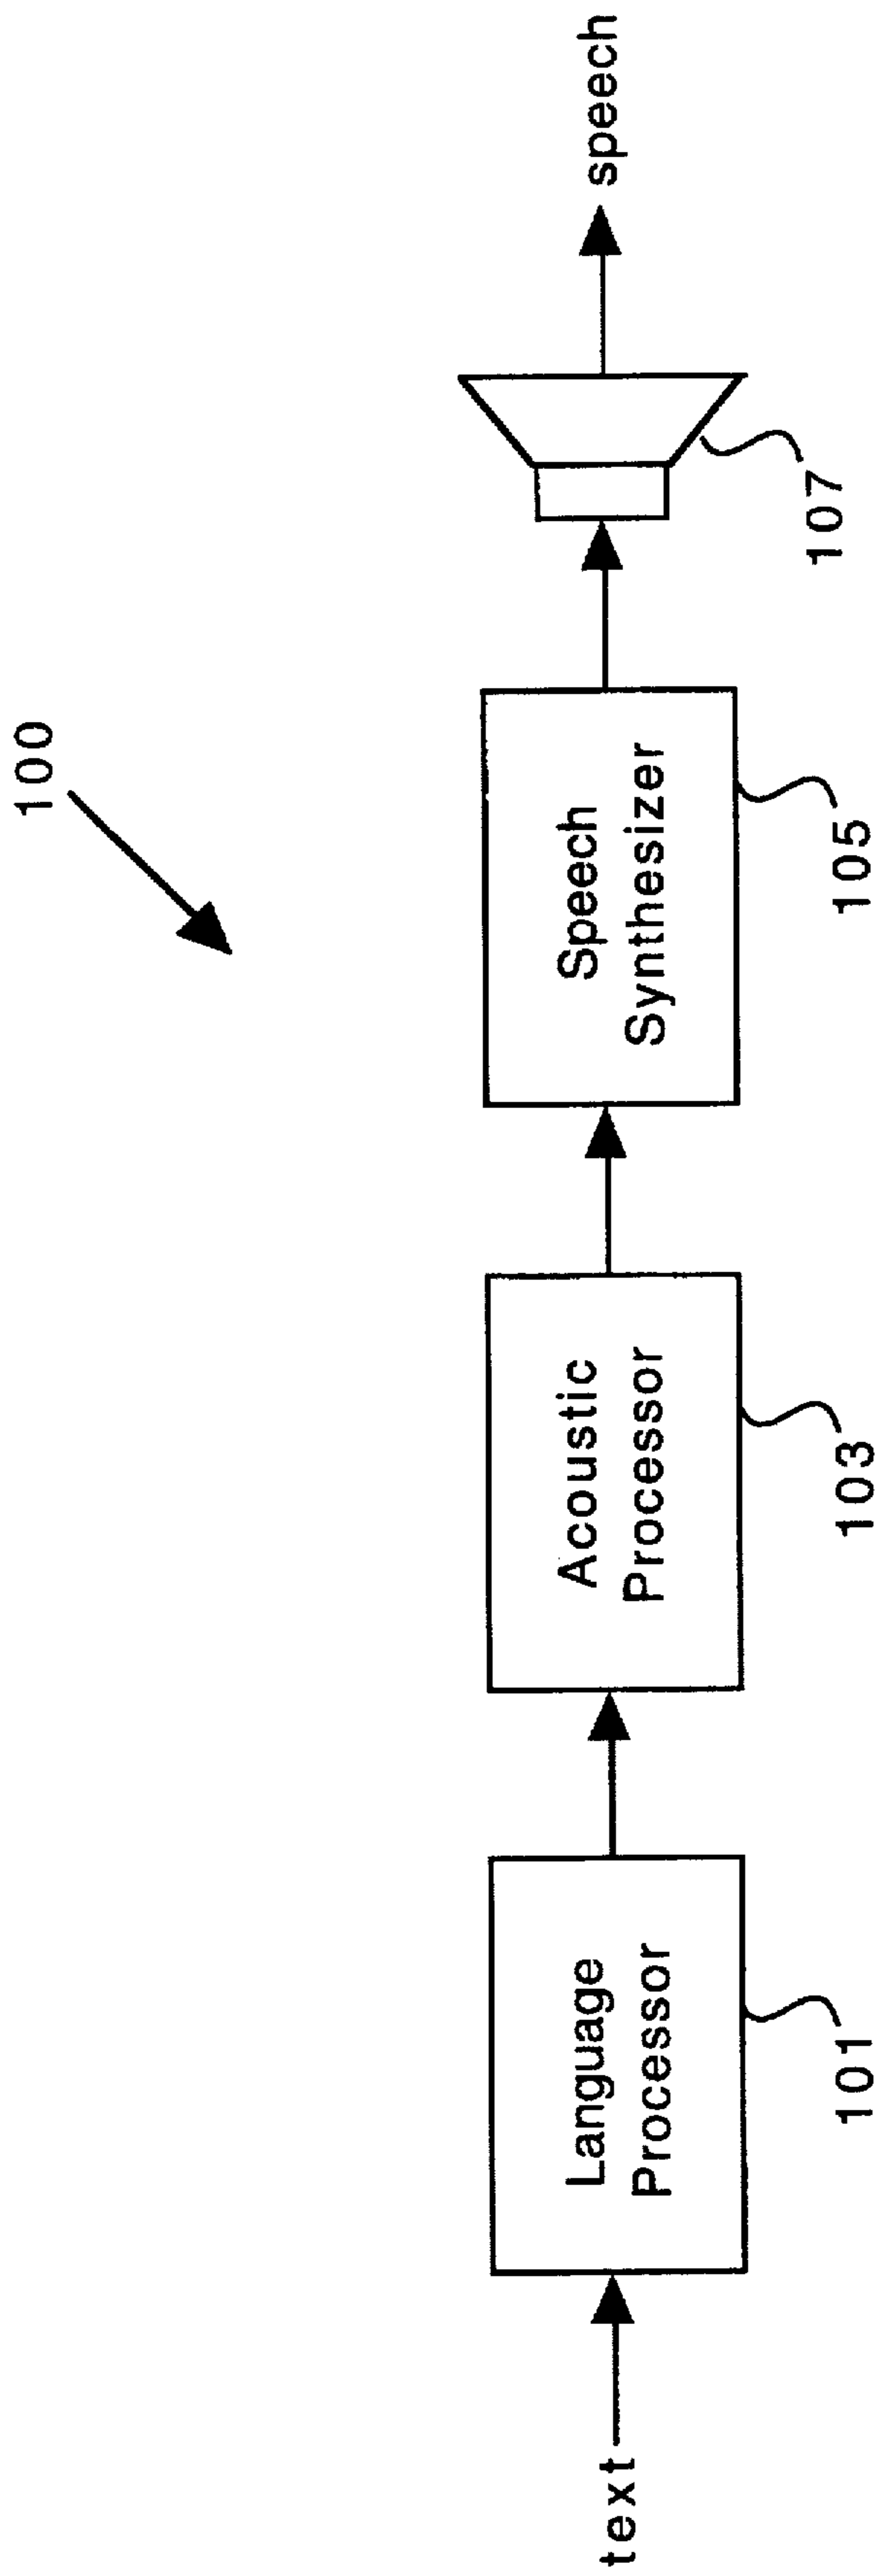 100
text
Language
Processor
101
Acoustic
Processor
103
Speech
Synthesizer
105
107
speech